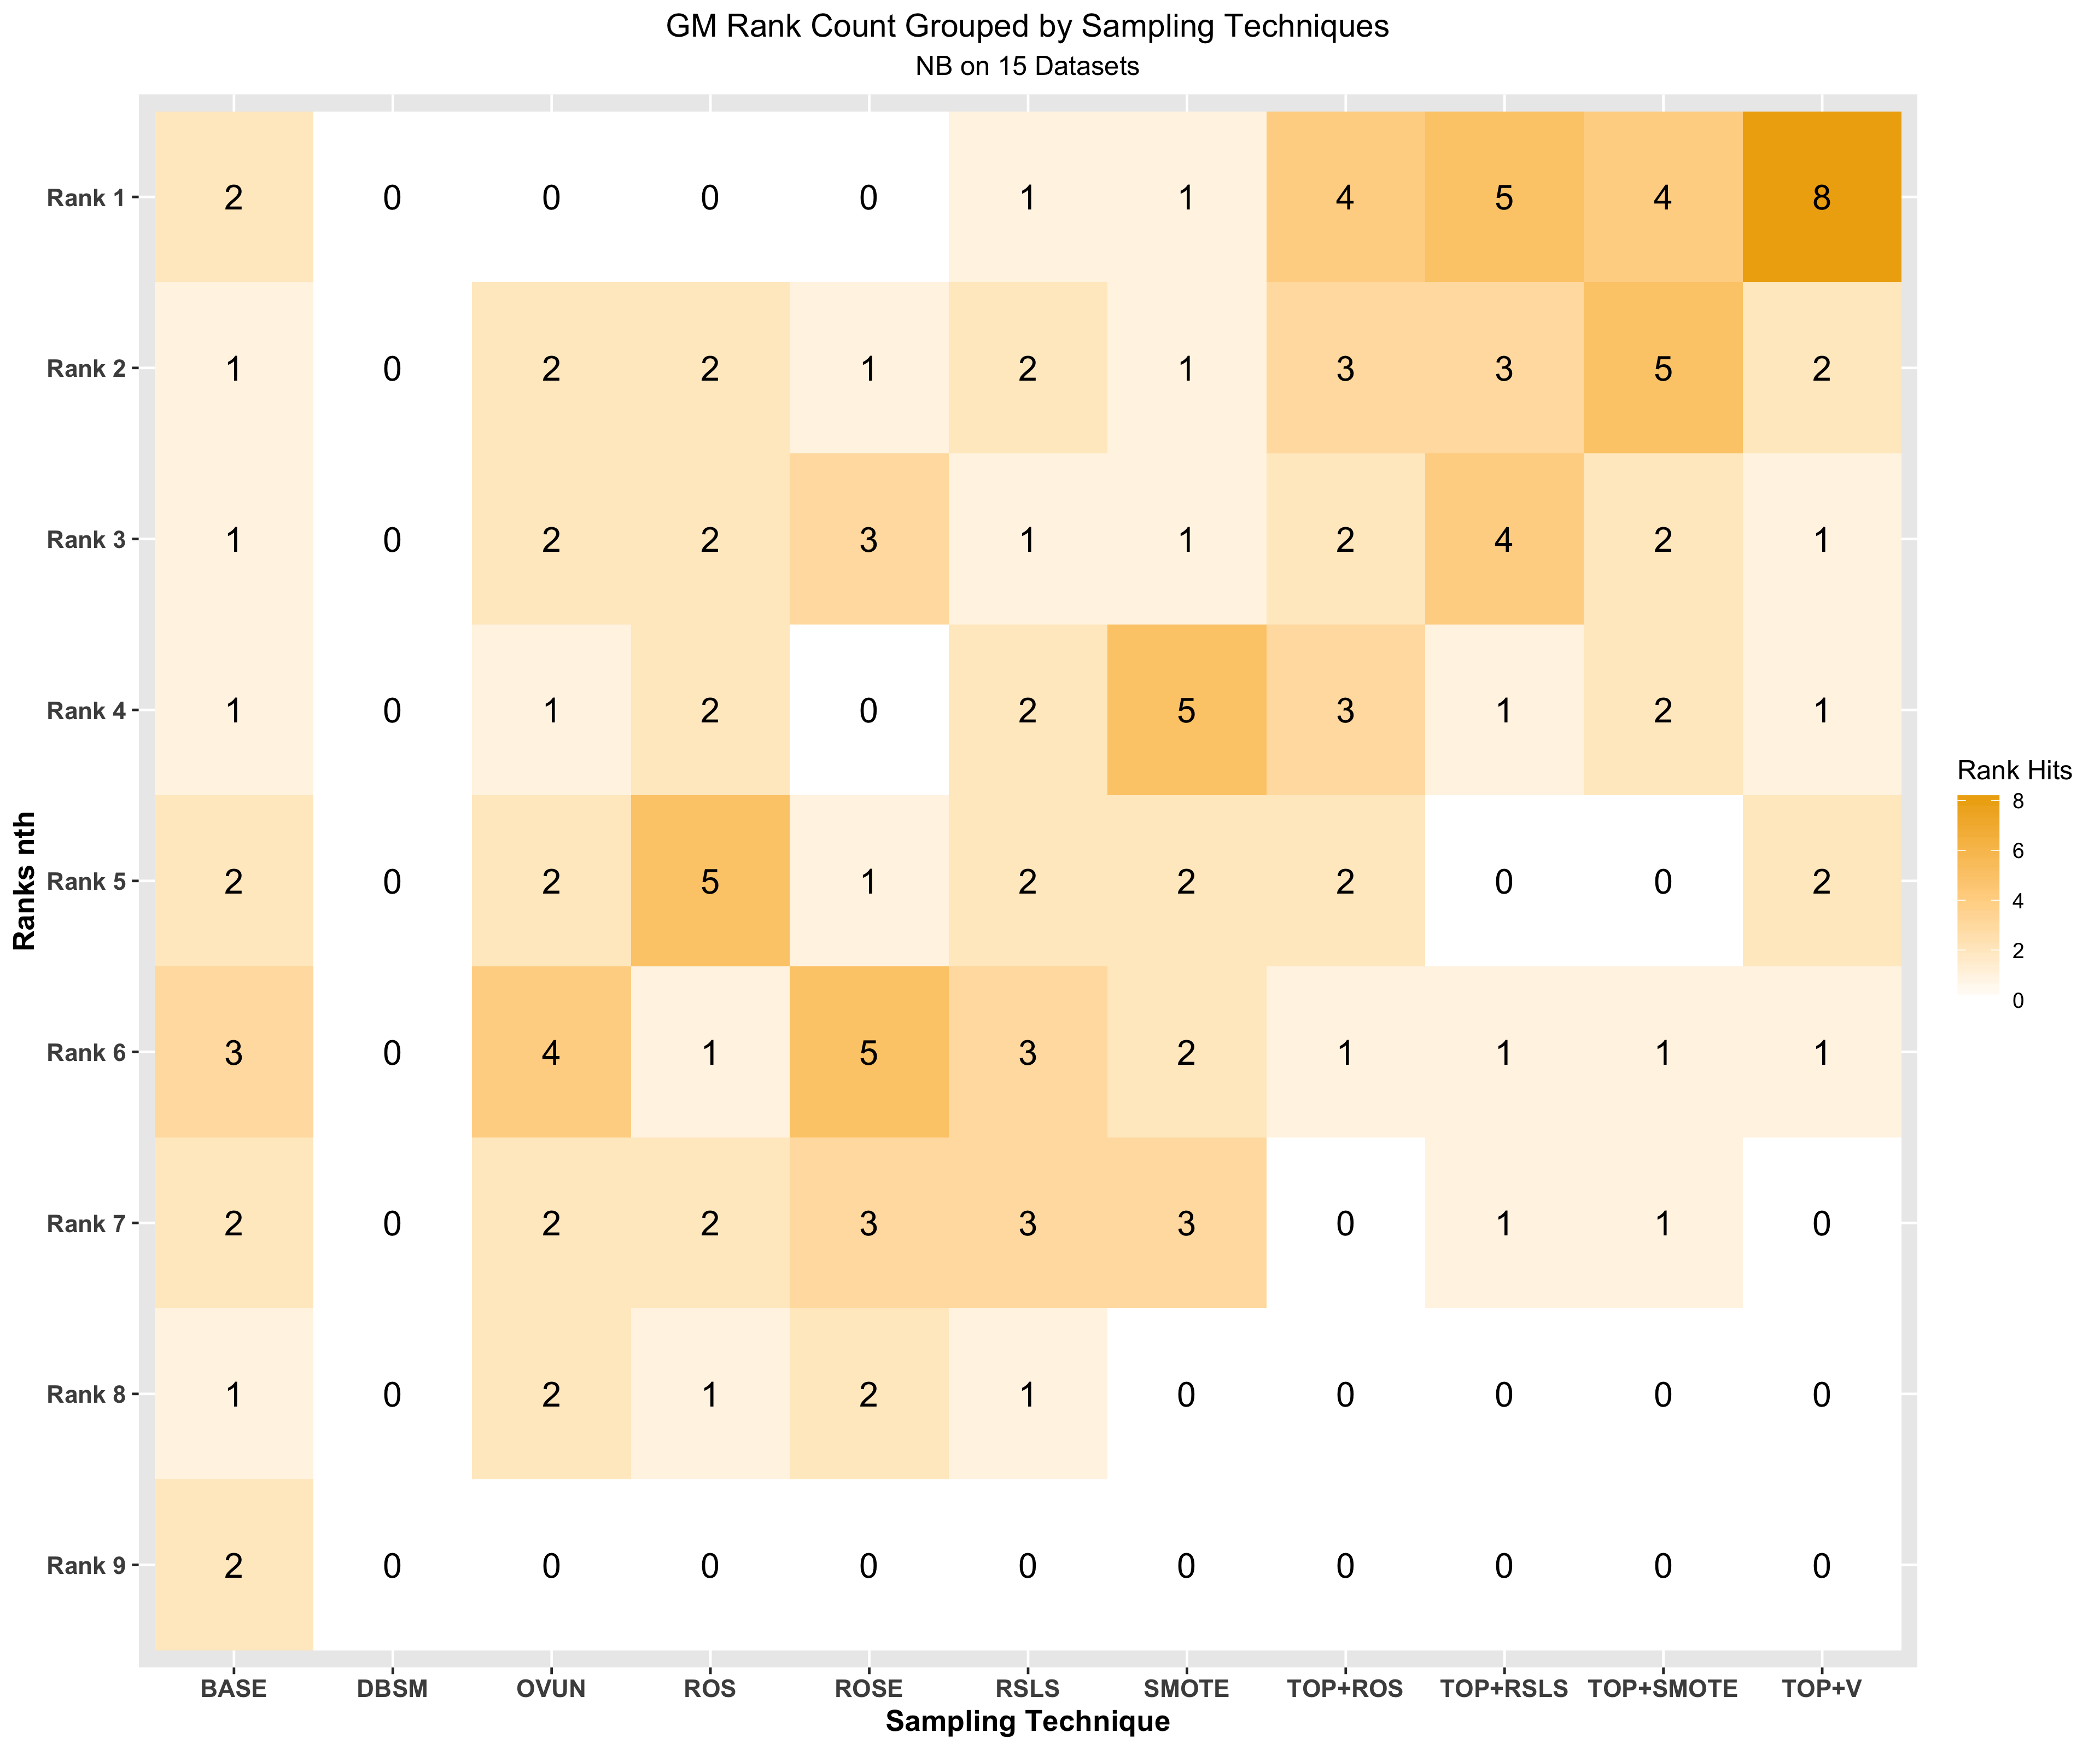 GM Rank Count Grouped by Sampling Techniques
NB on 15 Datasets
Rank 1 2 0 0 0 0 1 1 4 5 4 8
Rank 2 1 0 2 2 1 2 1 3 3 5 2
Rank 3 1 0 2 2 3 1 1 2 4 2 1
Rank 4 1 0 1 2 0 2 5 3 1 2 1
Rank 5 2 0 2 5 1 2 2 2 0 0 2
Rank 6 3 0 4 1 5 3 2 1 1 1 1
Rank 7 2 0 2 2 3 3 3 0 1 1 0
Rank 8 1 0 2 1 2 1 0 0 0 0 0
Rank 9 2 0 0 0 0 0 0 0 0 0 0
BASE DBSM OVUN ROS ROSE RSLS SMOTE TOP+ROS TOP+RSLS TOP+SMOTE TOP+V
Sampling Technique
Ranks nth
Rank Hits
8
6
4
2
0